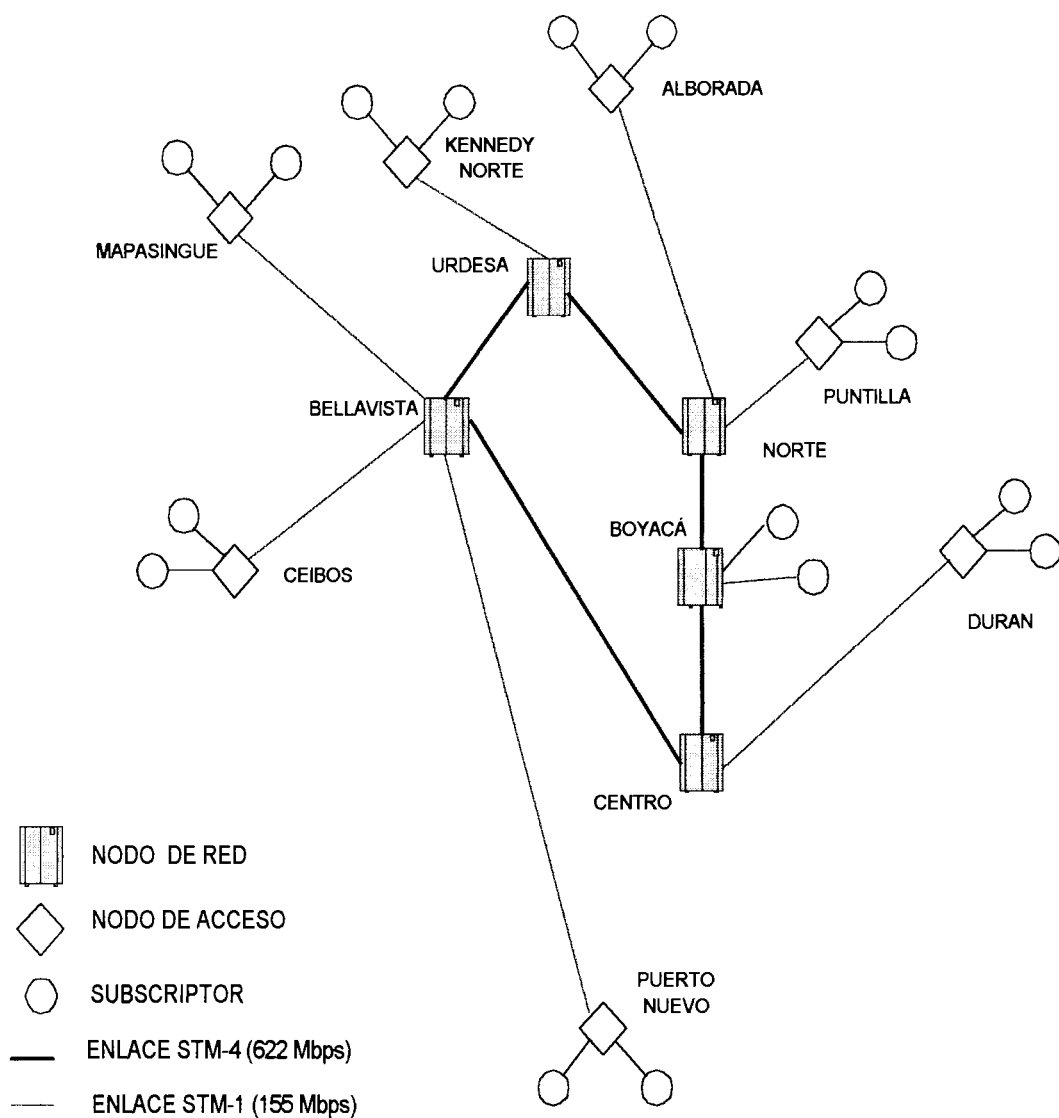 ALBORADA
KENNEDY
NORTE
MAPASINGUE
URDESA
PUNTILLA
BELLAVISTA
NORTE
BOYACÁ
CEIBOS
DURAN
CENTRO
NODO DE RED
NODO DE ACCESO
SUBSCRIPTOR
PUERTO
NUEVO
ENLACE STM-4 (622 Mbps)
ENLACE STM-1 (155 Mbps)